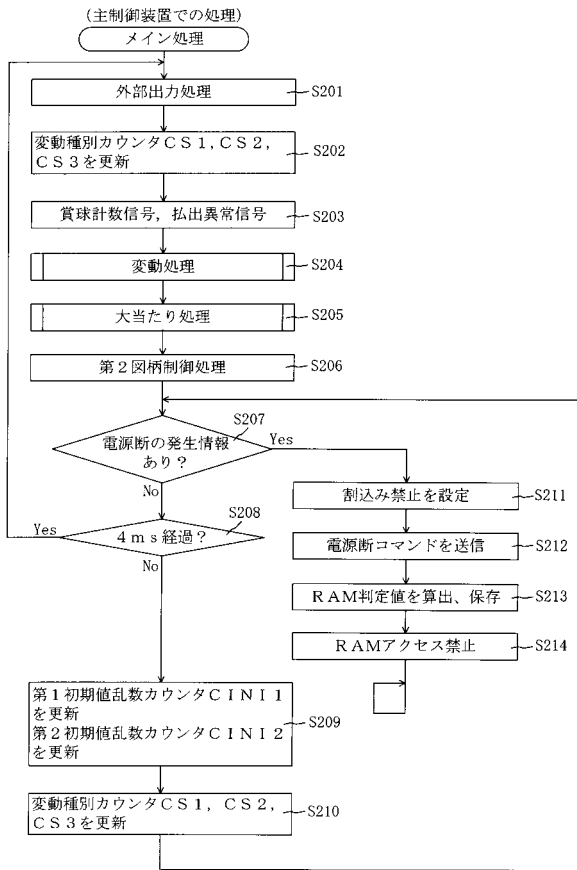 (主制御装置での処理)
メイン処理
外部出力処理
S201
変動種別カウンタCS1,CS2,
CS3を更新
S202
賞球計数信号,払出異常信号
S203
変動処理
S204
大当たり処理
S205
第2図柄制御処理
S206
電源断の発生情報
あり?
S207
Yes
No
4ms経過?
S208
Yes
No
割込み禁止を設定
S211
電源断コマンドを送信
S212
RAM判定値を算出、保存
S213
RAMアクセス禁止
S214
第1初期値乱数カウンタCINI1
を更新
第2初期値乱数カウンタCINI2
を更新
S209
変動種別カウンタCS1,CS2,
CS3を更新
S210